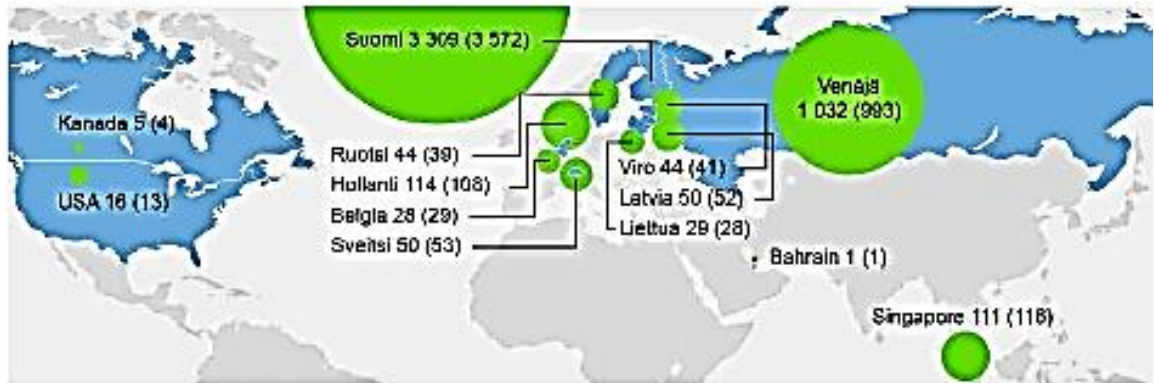 Suomi 3 309 (3 572)
Venäjä
1 032 (993)
Kanada 5 (4)
USA 16 (13)
Ruotsi 44 (39)
Hollanti 114 (108)
Belgia 28 (29)
Sveitsi 50 (53)
Viro 44 (41)
Latvia 50 (52)
Liettua 29 (28)
Bahrain 1 (1)
Singapore 111 (116)